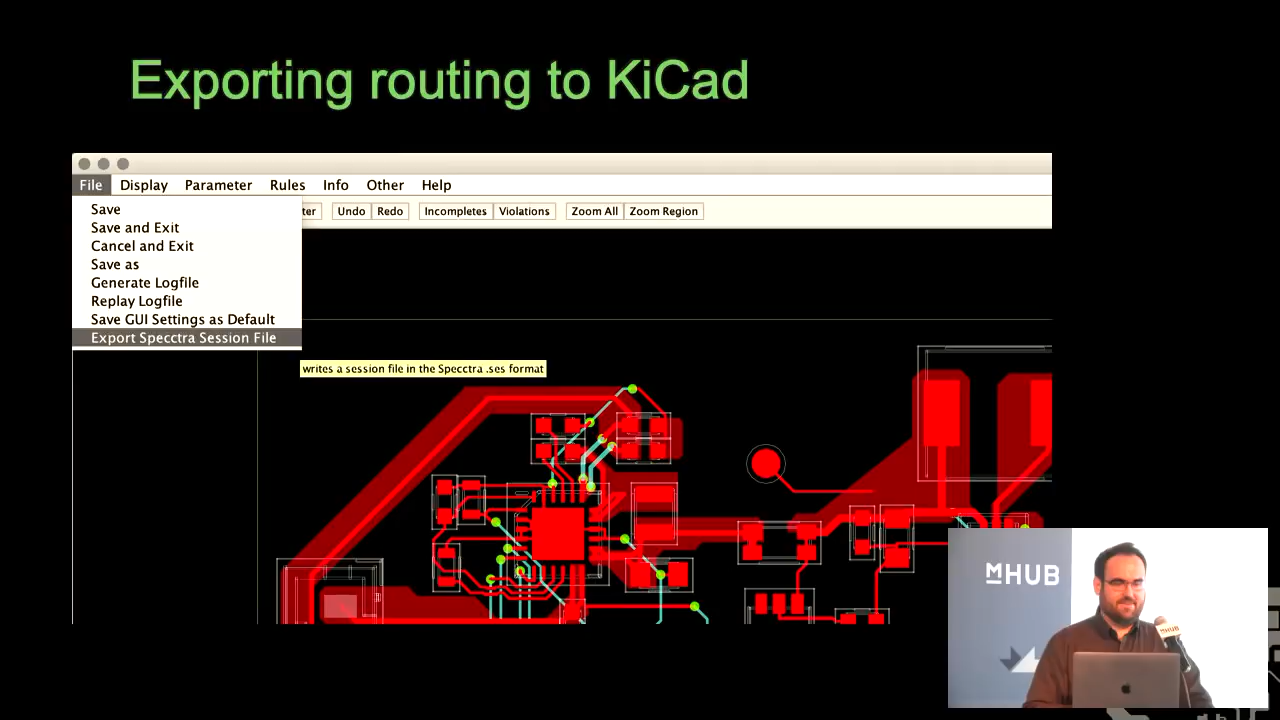 Exporting routing to KiCad
File Display Parameter Rules Info Other Help
Save
ter Undo Redo Incompletes Violations Zoom All Zoom Region
Save and Exit
Cancel and Exit
Save as
Generate Logfile
Replay Logfile
Save GUI Settings as Default
Export Specctra Session File
writes a session file in the Specctra .ses format
MHUB
MHUB